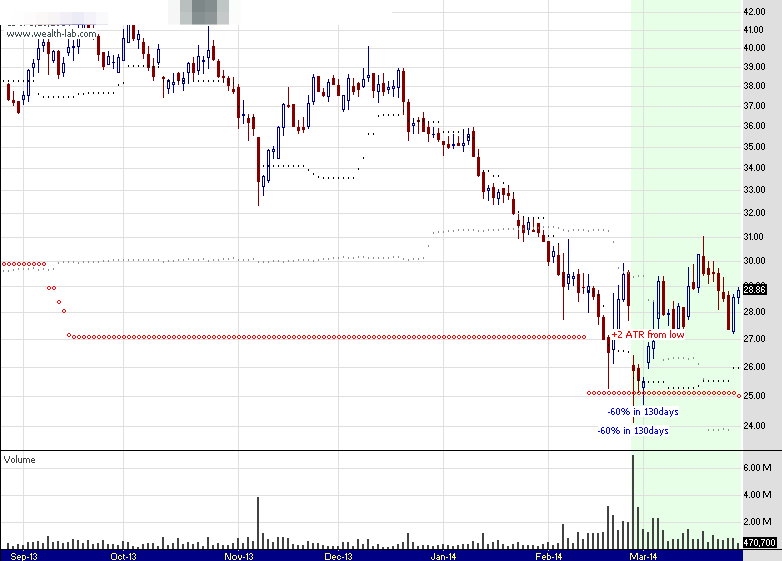 42.00
41.00
www.wealth-lab.com
40.00
39.00
38.00
37.00
36.00
35.00
34.00
33.00
32.00
31.00
30.00
28.86
28.00
+2 ATR from low
27.00
26.00
25.00
-60% in 130days
24.00
-60% in 130days
Volume
6.00 M
4.00 M
2.00 M
470,700
Sep-13 Oct-13 Nov-13 Dec-13 Jan-14 Feb-14 Mar-14